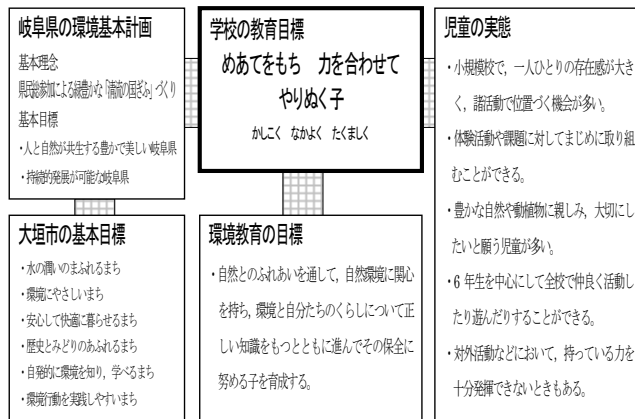 岐阜県の環境基本計画
基本理念
県民総参加による緑豊かな「清流の国ぎふ」づくり
基本目標
・人と自然が共生する豊かで美しい岐阜県
・持続的発展が可能な岐阜県
大垣市の基本目標
・水の潤いのまふれるまち
・環境にやさしいまち
・安心して快適に暮らせるまち
・歴史とみどりのあふれるまち
・自発的に環境を知り、学べるまち
・環境行動を実践しやすいまち
学校の教育目標
めあてをもち　力を合わせて
やりぬく子
かしこく　なかよく　たくましく
環境教育の目標
・自然とのふれあいを通して，自然環境に関心
を持ち，環境と自分たちのくらしについて正
しい知識をもつとともに進んでその保全に
努める子を育成する。
児童の実態
・小規模校で，一人ひとりの存在感が大き
く，諸活動で位置づく機会が多い。
・体験活動や課題に対してまじめに取り組
むことができる。
・豊かな自然や動植物に親しみ，大切にし
たいと願う児童が多い。
・6 年生を中心にして全校で仲良く活動し
たり遊んだりすることができる。
・対外活動などにおいて，持っている力を
十分発揮できないときもある。